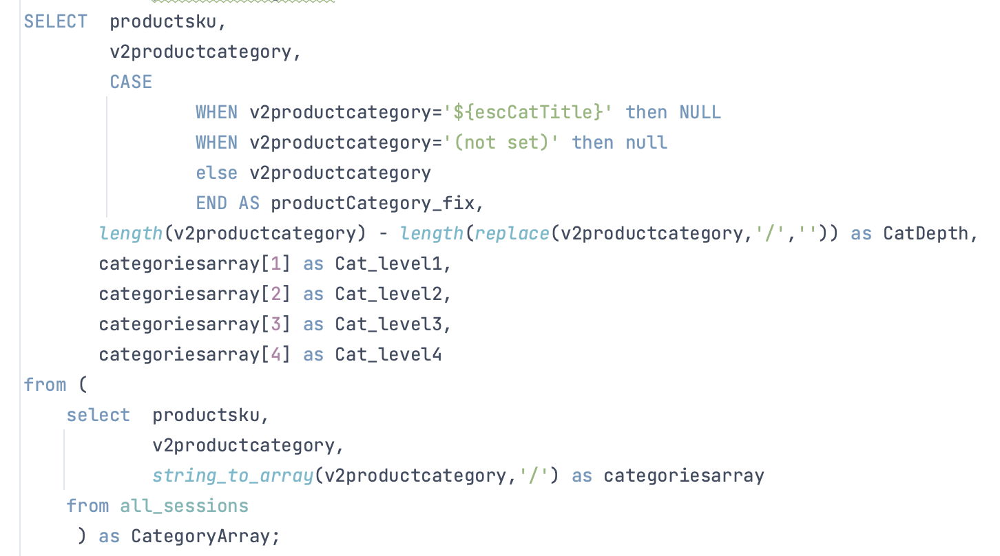 SELECT  productsku,
        v2productcategory,
        CASE
                WHEN v2productcategory='${escCatTitle}' then NULL
                WHEN v2productcategory='(not set)' then null
                else v2productcategory
                END AS productCategory_fix,
       length(v2productcategory) - length(replace(v2productcategory,'/','')) as CatDepth,
       categoriesarray[1] as Cat_level1,
       categoriesarray[2] as Cat_level2,
       categoriesarray[3] as Cat_level3,
       categoriesarray[4] as Cat_level4
from (
    select  productsku,
            v2productcategory,
            string_to_array(v2productcategory,'/') as categoriesarray
    from all_sessions
     ) as CategoryArray;